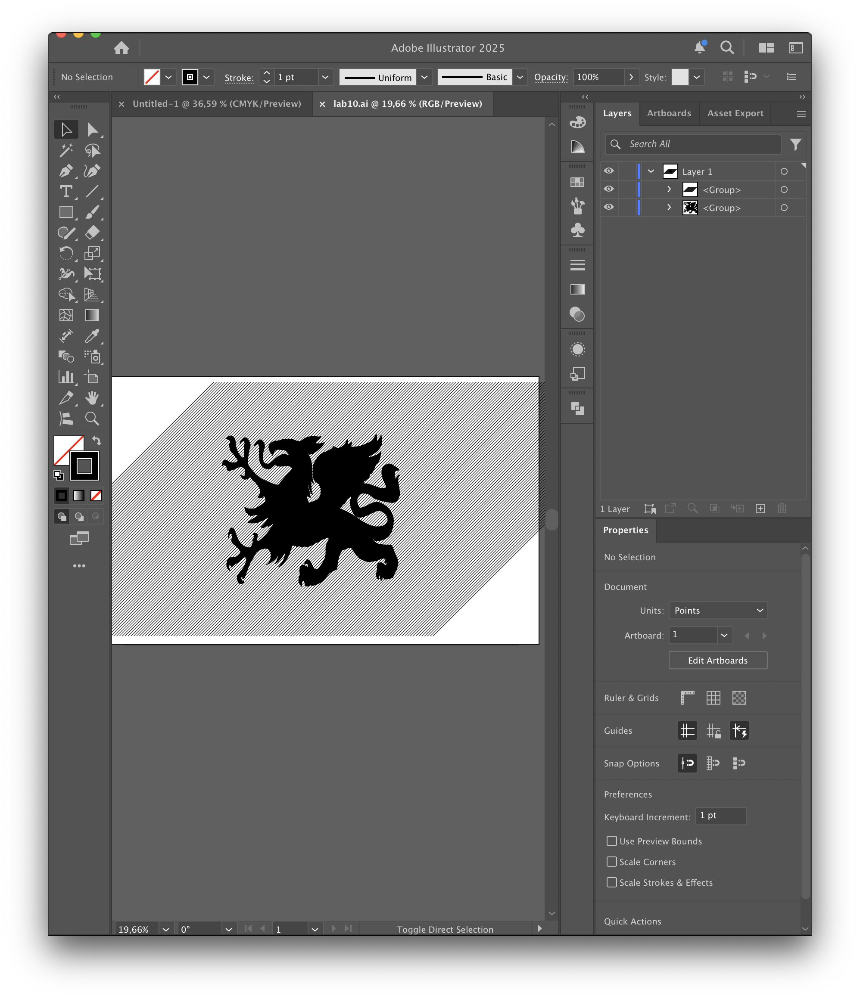 Adobe Illustrator 2025
No Selection
Stroke:
1 pt
Uniform
Basic
Opacity:
100%
Style:
Untitled-1 @ 36,59 % (CMYK/Preview)
lab10.ai @ 19,66 % (RGB/Preview)
Layers
Artboards
Asset Export
Search All
Layer 1
<Group>
<Group>
1 Layer
Properties
No Selection
Document
Units:
Points
Artboard:
1
Edit Artboards
Ruler & Grids
Guides
Snap Options
Preferences
Keyboard Increment:
1 pt
Use Preview Bounds
Scale Corners
Scale Strokes & Effects
Quick Actions
19,66%
0°
1
Toggle Direct Selection